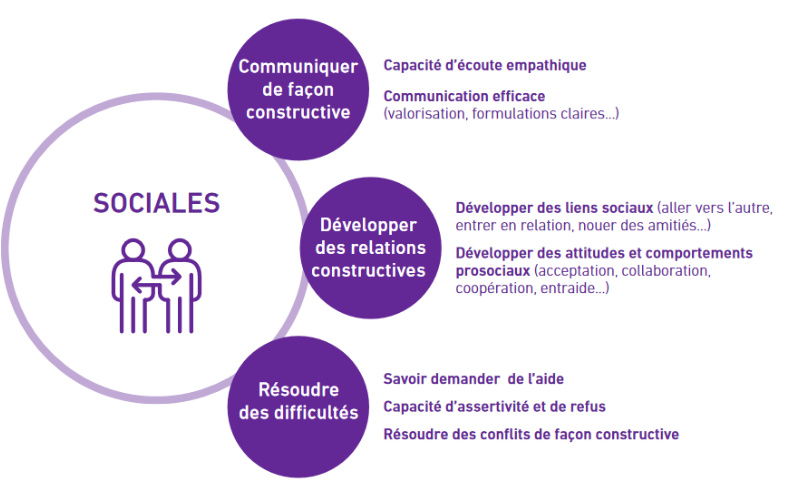 SOCIALES
Communiquer
de façon
constructive
Capacité d'écoute empathique
Communication efficace
(valorisation, formulations claires...)
Développer
des relations
constructives
Développer des liens sociaux (aller vers l'autre,
entrer en relation, nouer des amitiés...)
Développer des attitudes et comportements
prosociaux (acceptation, collaboration,
coopération, entraide...)
Résoudre
des difficultés
Savoir demander de l'aide
Capacité d'assertivité et de refus
Résoudre des conflits de façon constructive